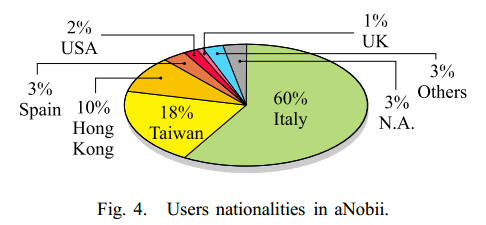 2%
USA
1%
UK
3%
Spain
10%
Hong
Kong
18%
Taiwan
60%
Italy
3%
N.A.
3%
Others
Fig. 4. Users nationalities in aNobii.